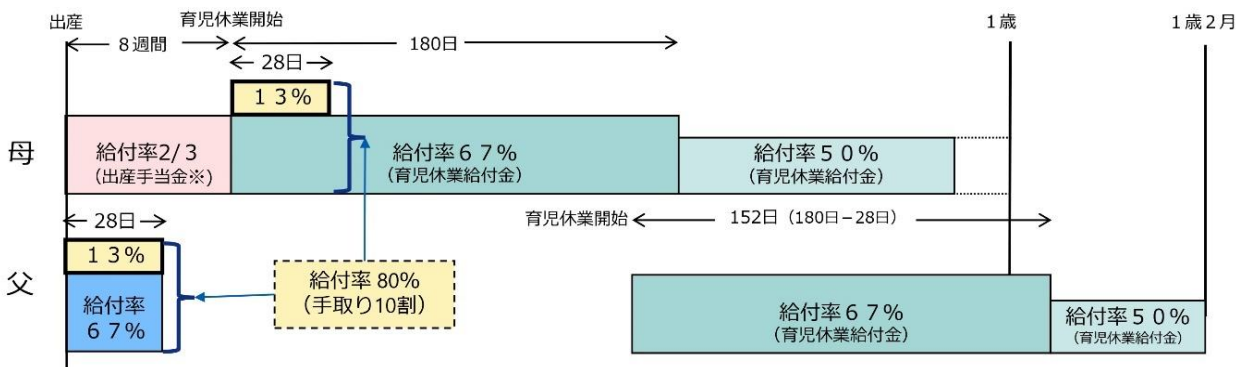 出産
育児休業開始
１歳
１歳２月
８週間
180日
28日
１３％
母
給付率2/３
（出産手当金※）
給付率６７％
（育児休業給付金）
給付率５０％
（育児休業給付金）
28日
育児休業開始
152日（180日－28日）
１３％
父
給付率
６７％
給付率 80%
（手取り10割）
給付率６７％
（育児休業給付金）
給付率５０％
（育児休業給付金）